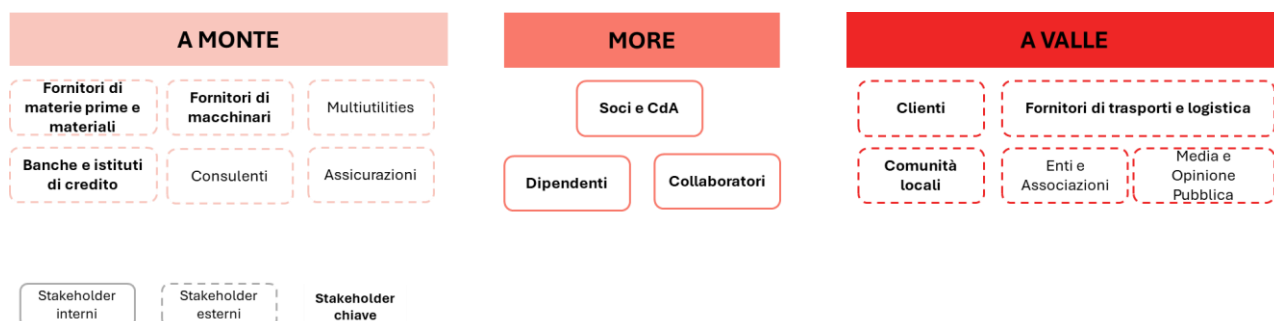 A MONTE
MORE
A VALLE
Fornitori di
materie prime e
materiali
Fornitori di
macchinari
Multiutilities
Banche e istituti
di credito
Consulenti
Assicurazioni
Soci e CdA
Dipendenti
Collaboratori
Clienti
Fornitori di trasporti e logistica
Comunità
locali
Enti e
Associazioni
Media e
Opinione
Pubblica
Stakeholder
interni
Stakeholder
esterni
Stakeholder
chiave